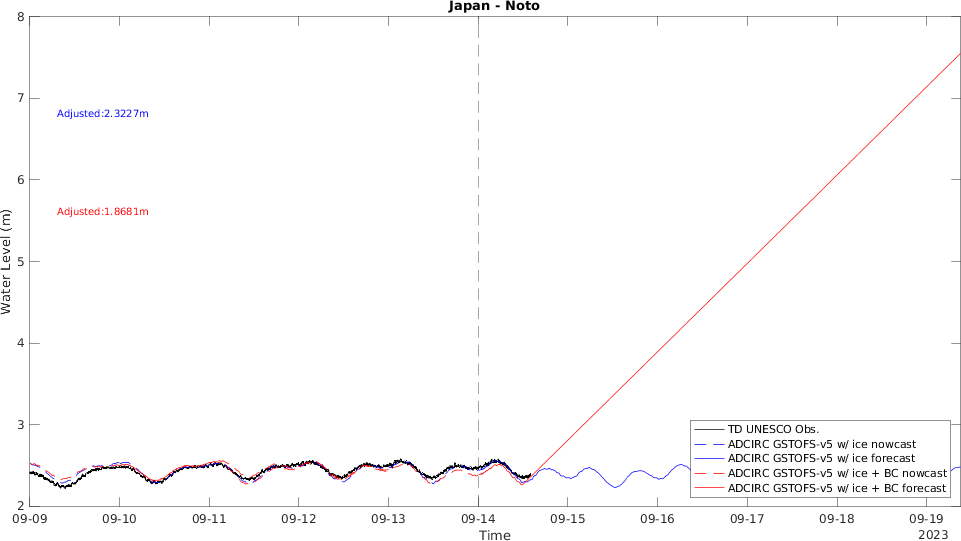 Japan - Noto
8
7
6
5
4
3
2
Water Level (m)
Adjusted:2.3227m
Adjusted:1.8681m
TD UNESCO Obs.
ADCIRC GSTOFS-v5 w/ ice nowcast
ADCIRC GSTOFS-v5 w/ ice forecast
ADCIRC GSTOFS-v5 w/ ice + BC nowcast
ADCIRC GSTOFS-v5 w/ ice + BC forecast
09-09 09-10 09-11 09-12 09-13 09-14 09-15 09-16 09-17 09-18 09-19
Time
2023